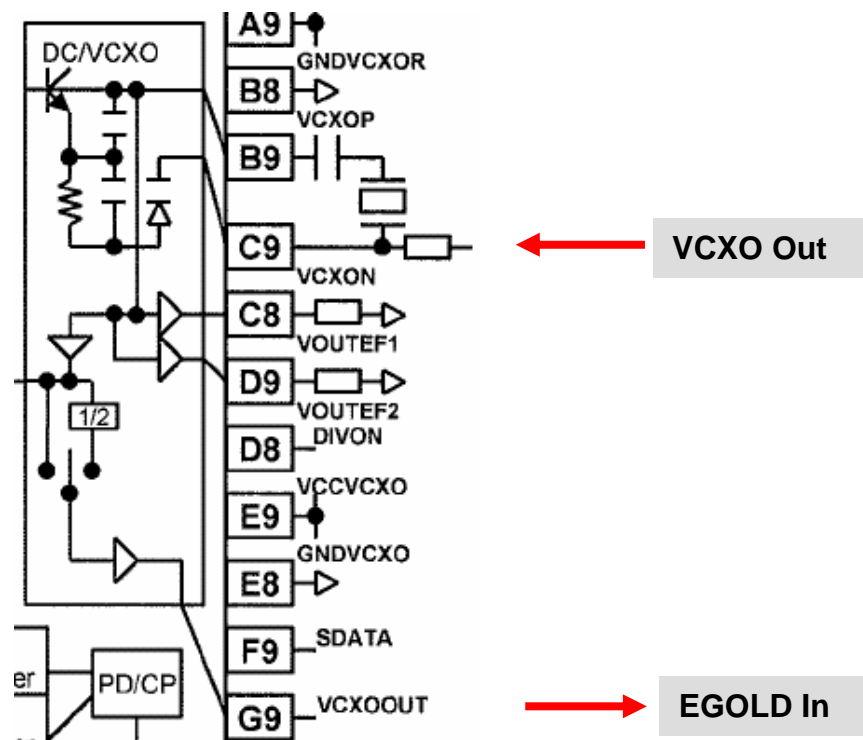 A9
DC/VCXO
GNDVCXOR
B8
VCXOP
B9
C9
VCXO Out
VCXON
C8
VOUTEF1
D9
1/2
VOUTEF2
D8
DIVON
VCCVCXO
E9
GNDVCXO
E8
F9
SDATA
er
PD/CP
G9
VCXOOUT
EGOLD In